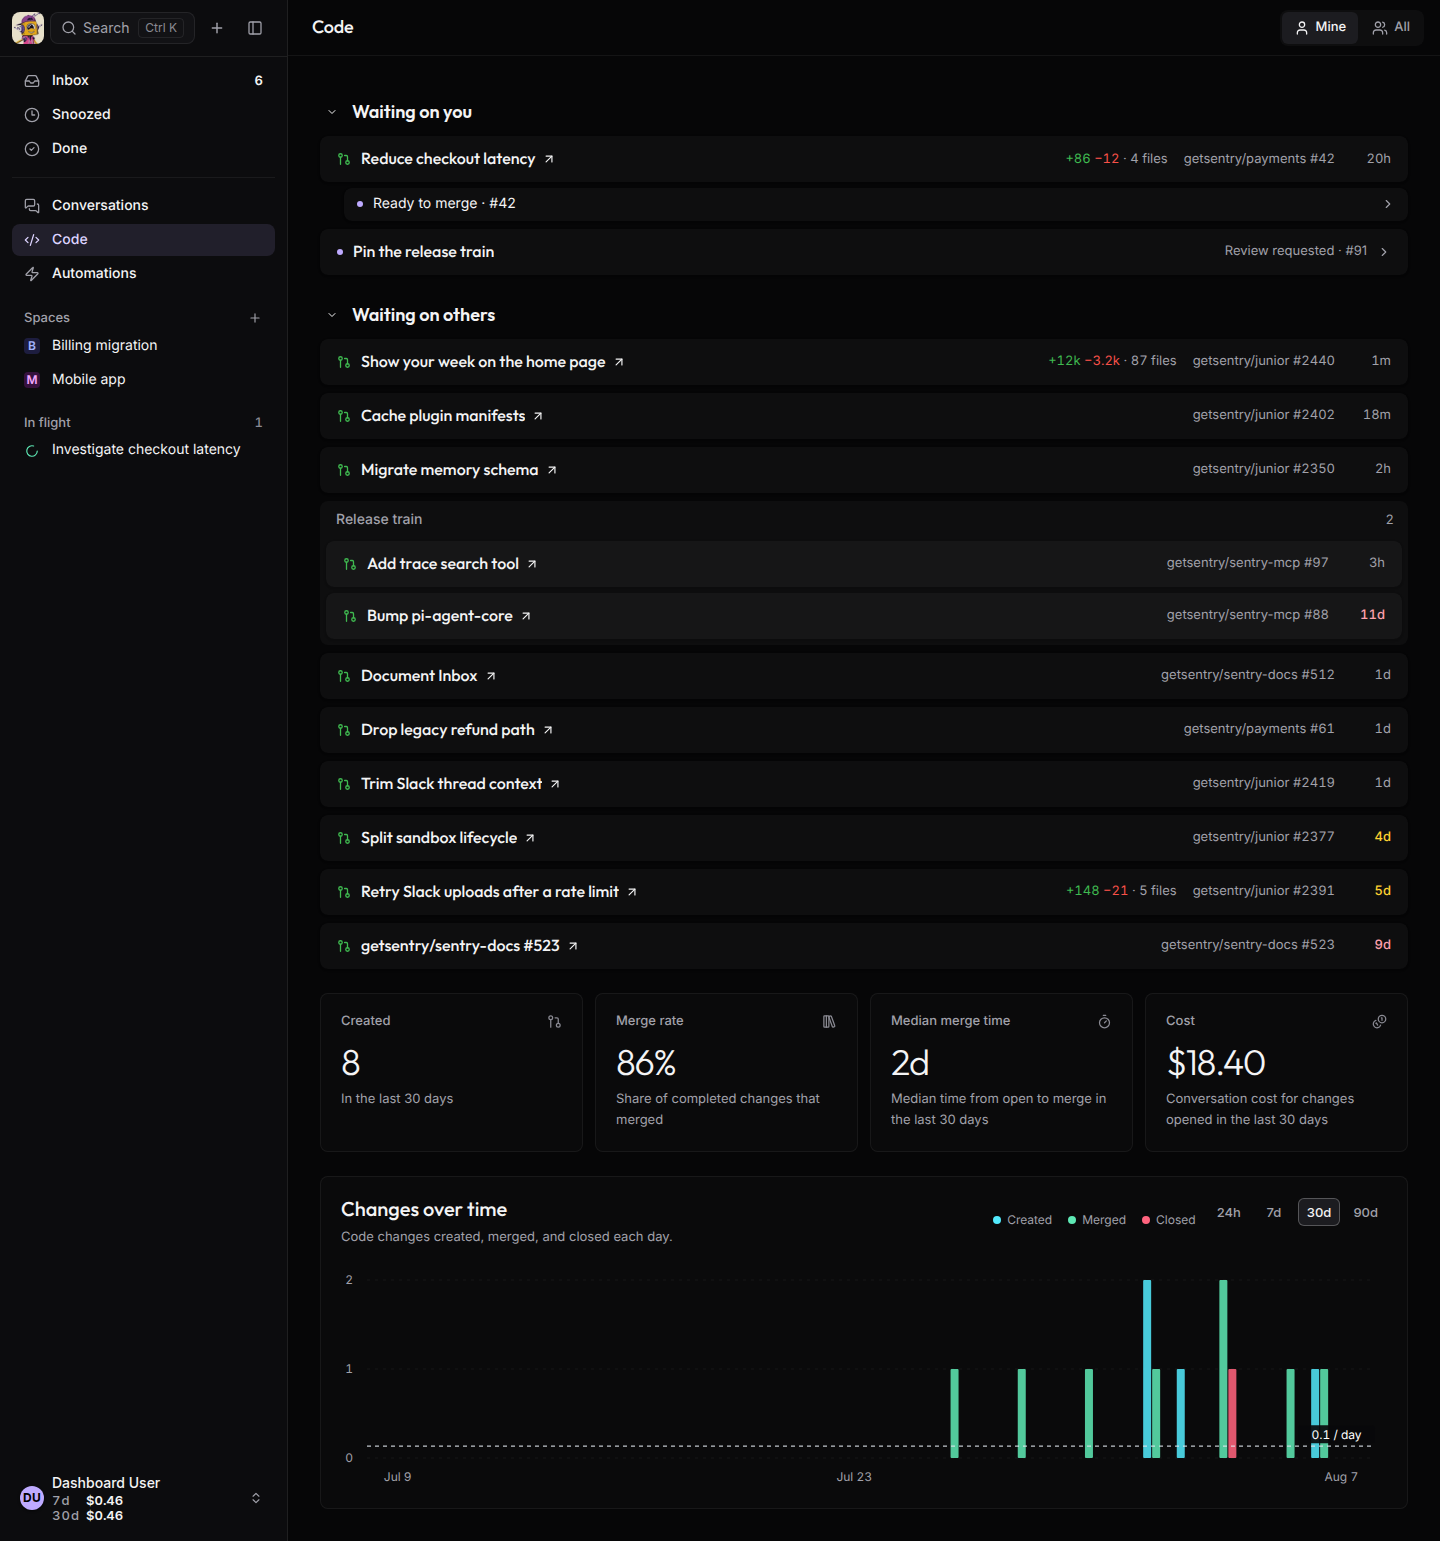 Search Ctrl K
Inbox 6
Snoozed
Done
Conversations
Code
Automations
Spaces
B Billing migration
M Mobile app
In flight 1
Investigate checkout latency
DU Dashboard User
7d $0.46
30d $0.46
Code
Mine All
Waiting on you
Reduce checkout latency +86 −12 · 4 files getsentry/payments #42 20h
Ready to merge · #42
Pin the release train Review requested · #91
Waiting on others
Show your week on the home page +12k −3.2k · 87 files getsentry/junior #2440 1m
Cache plugin manifests getsentry/junior #2402 18m
Migrate memory schema getsentry/junior #2350 2h
Release train 2
Add trace search tool getsentry/sentry-mcp #97 3h
Bump pi-agent-core getsentry/sentry-mcp #88 11d
Document Inbox getsentry/sentry-docs #512 1d
Drop legacy refund path getsentry/payments #61 1d
Trim Slack thread context getsentry/junior #2419 1d
Split sandbox lifecycle getsentry/junior #2377 4d
Retry Slack uploads after a rate limit +148 −21 · 5 files getsentry/junior #2391 5d
getsentry/sentry-docs #523 getsentry/sentry-docs #523 9d
Created
8
In the last 30 days
Merge rate
86%
Share of completed changes that
merged
Median merge time
2d
Median time from open to merge in
the last 30 days
Cost
$18.40
Conversation cost for changes
opened in the last 30 days
Changes over time
Code changes created, merged, and closed each day.
Created Merged Closed 24h 7d 30d 90d
2
1
0
0.1 / day
Jul 9 Jul 23 Aug 7